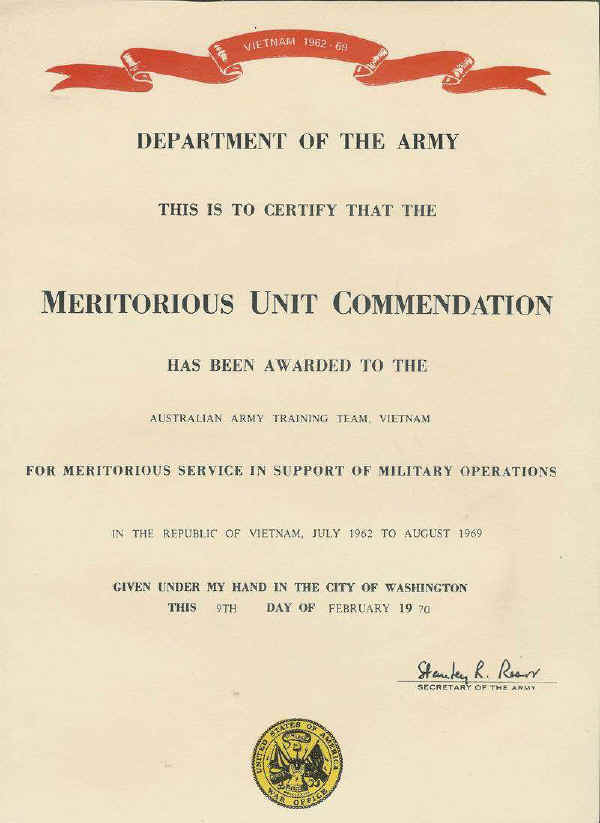 VIETNAM 1962-69
DEPARTMENT OF THE ARMY
THIS IS TO CERTIFY THAT THE
MERITORIOUS UNIT COMMENDATION
HAS BEEN AWARDED TO THE
AUSTRALIAN ARMY TRAINING TEAM, VIETNAM
FOR MERITORIOUS SERVICE IN SUPPORT OF MILITARY OPERATIONS
IN THE REPUBLIC OF VIETNAM, JULY 1962 TO AUGUST 1969
GIVEN UNDER MY HAND IN THE CITY OF WASHINGTON
THIS 9TH DAY OF FEBRUARY 19 70
Stanley R. Resor
SECRETARY OF THE ARMY
UNITED STATES OF AMERICA
WAR OFFICE